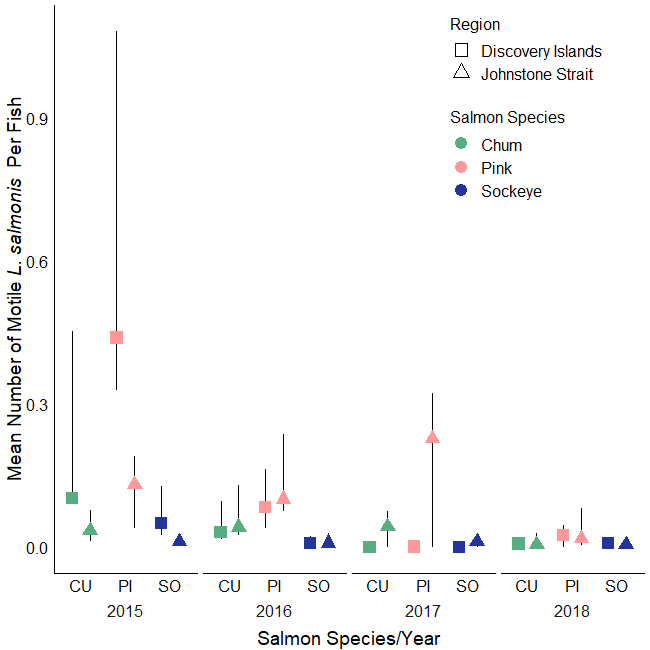 Region
Discovery Islands
Johnstone Strait
Salmon Species
Chum
Pink
Sockeye
Mean Number of Motile L. salmonis Per Fish
0.9
0.6
0.3
0.0
CU PI SO CU PI SO CU PI SO CU PI SO
2015 2016 2017 2018
Salmon Species/Year